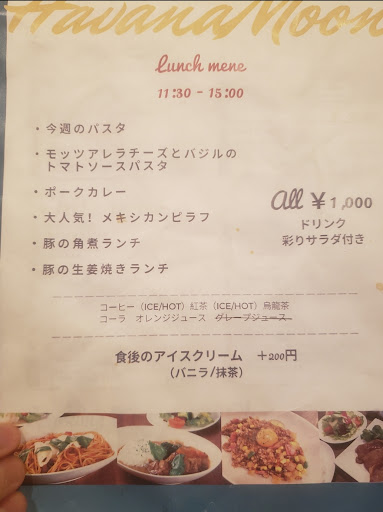 HavanaMoon
Lunch mene
11:30 - 15:00
・今週のパスタ
・モッツアレラチーズとバジルの
トマトソースパスタ
・ポークカレー
・大人気！メキシカンピラフ
・豚の角煮ランチ
・豚の生姜焼きランチ
all ¥1,000
ドリンク
彩りサラダ付き
コーヒー（ICE/HOT）紅茶（ICE/HOT）烏龍茶
コーラ オレンジジュース グレープジュース
食後のアイスクリーム ＋200円
（バニラ/抹茶）